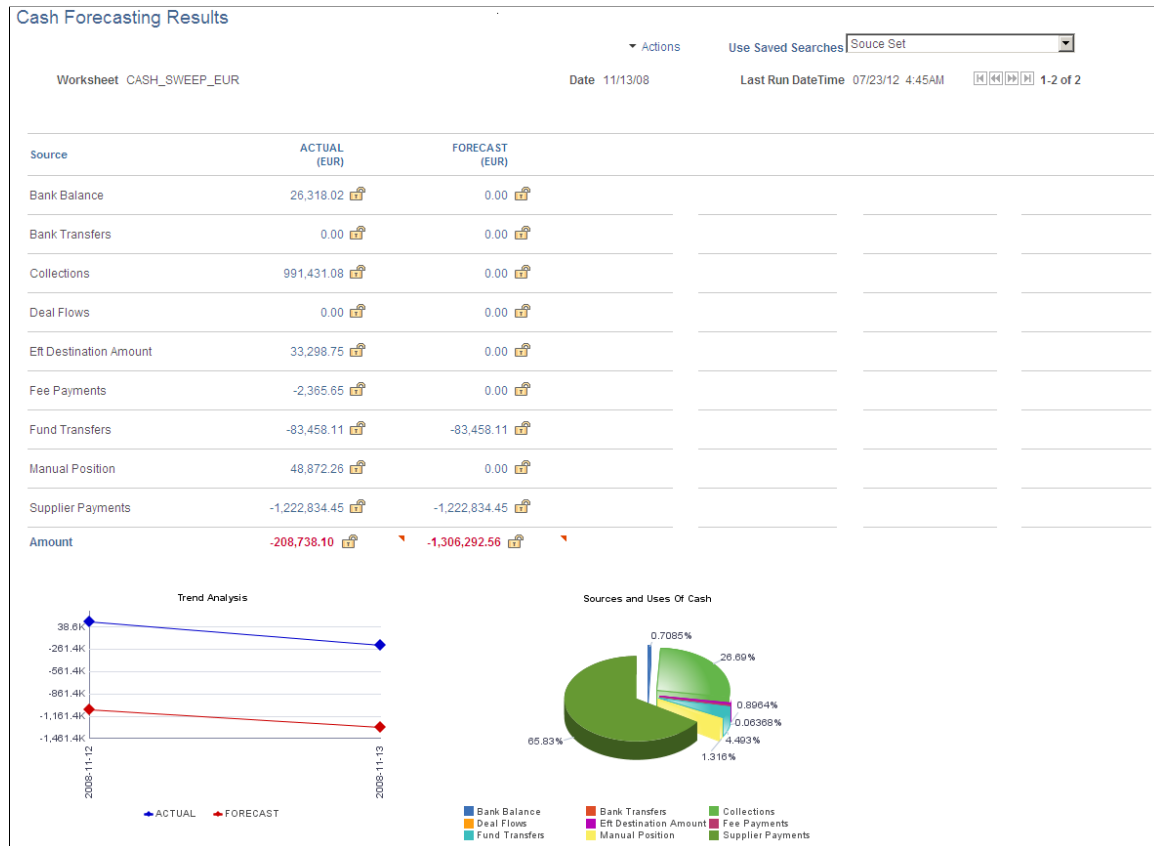 Cash Forecasting Results
Actions Use Saved Searches Souce Set
Worksheet CASH_SWEEP_EUR Date 11/13/08 Last Run DateTime 07/23/12 4:45AM 1-2 of 2
Source ACTUAL (EUR) FORECAST (EUR)
Bank Balance 26,318.02 0.00
Bank Transfers 0.00 0.00
Collections 991,431.08 0.00
Deal Flows 0.00 0.00
Eft Destination Amount 33,298.75 0.00
Fee Payments -2,365.65 0.00
Fund Transfers -83,458.11 -83,458.11
Manual Position 48,872.26 0.00
Supplier Payments -1,222,834.45 -1,222,834.45
Amount -208,738.10 -1,306,292.56
Trend Analysis
38.6K
-261.4K
-561.4K
-861.4K
-1,161.4K
-1,461.4K
2008-11-12
2008-11-13
ACTUAL FORECAST
Sources and Uses Of Cash
0.7085%
26.69%
0.8964%
0.06368%
4.493%
1.316%
65.83%
Bank Balance Bank Transfers Collections
Deal Flows Eft Destination Amount Fee Payments
Fund Transfers Manual Position Supplier Payments